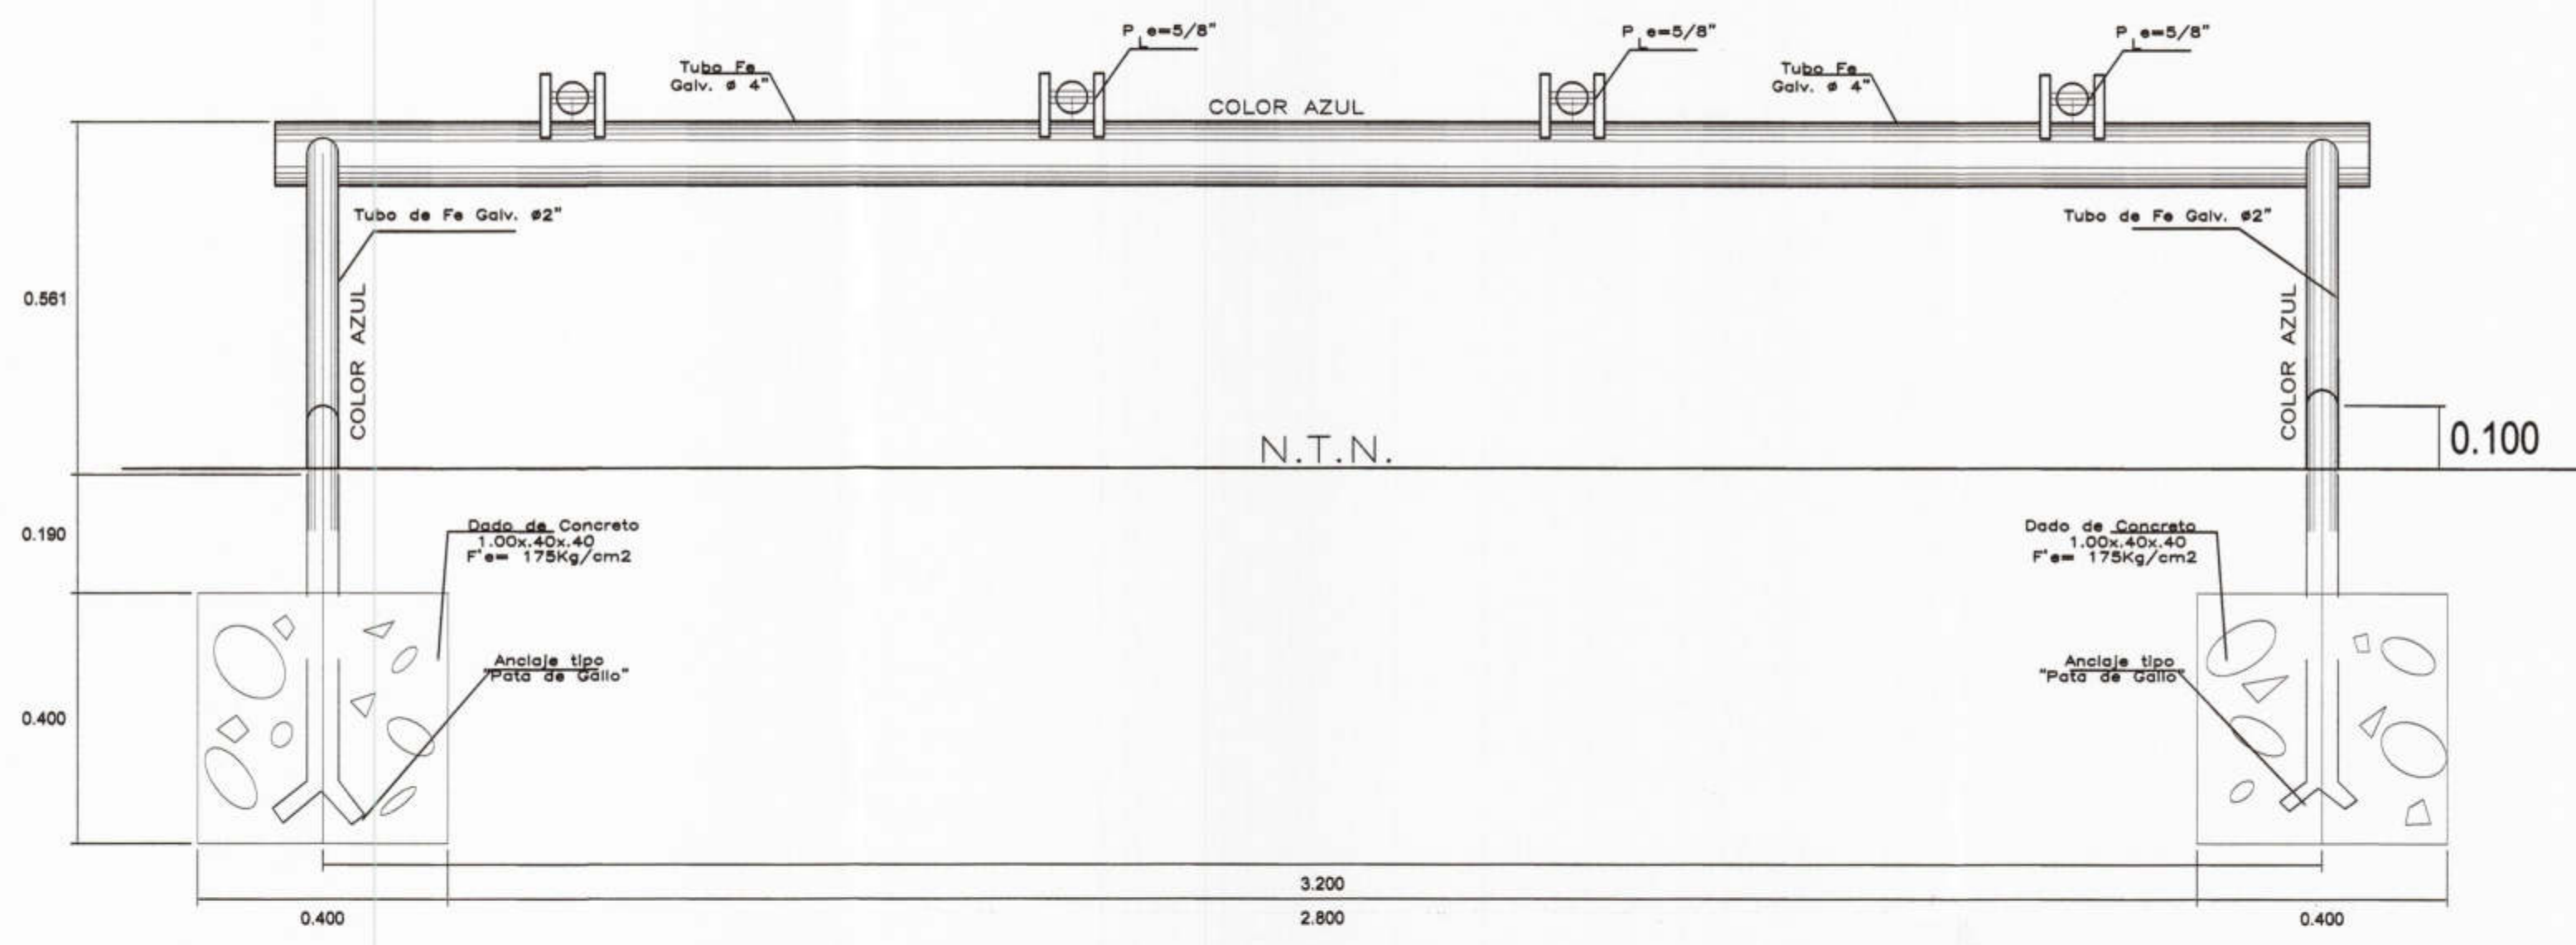 P L e=5/8"
P L e=5/8"
P L e=5/8"
Tubo Fe
Galv. ø 4"
Tubo Fe
Galv. ø 4"
COLOR AZUL
Tubo de Fe Galv. ø2"
Tubo de Fe Galv. ø2"
0.561
COLOR AZUL
COLOR AZUL
N.T.N.
0.100
0.190
Dado de Concreto
1.00x.40x.40
F'e= 175Kg/cm2
Dado de Concreto
1.00x.40x.40
F'e= 175Kg/cm2
Anclaje tipo
"Pata de Gallo"
Anclaje tipo
"Pata de Gallo"
0.400
3.200
0.400
2.800
0.400